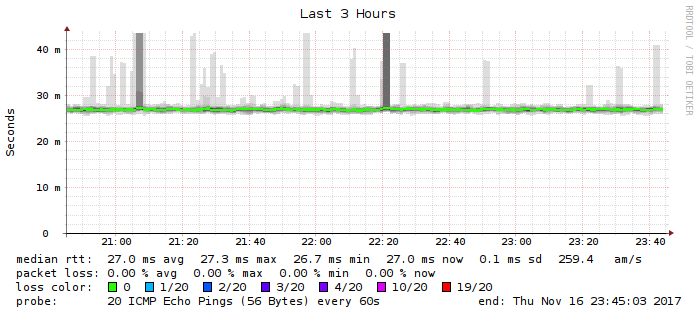 Last 3 Hours
RRDTOOL / TOBI OETIKER
Seconds
40 m
30 m
20 m
10 m
0
21:00 21:20 21:40 22:00 22:20 22:40 23:00 23:20 23:40
median rtt: 27.0 ms avg 27.3 ms max 26.7 ms min 27.0 ms now 0.1 ms sd 259.4 am/s
packet loss: 0.00 % avg 0.00 % max 0.00 % min 0.00 % now
loss color: 0 1/20 2/20 3/20 4/20 10/20 19/20
probe: 20 ICMP Echo Pings (56 Bytes) every 60s end: Thu Nov 16 23:45:03 2017